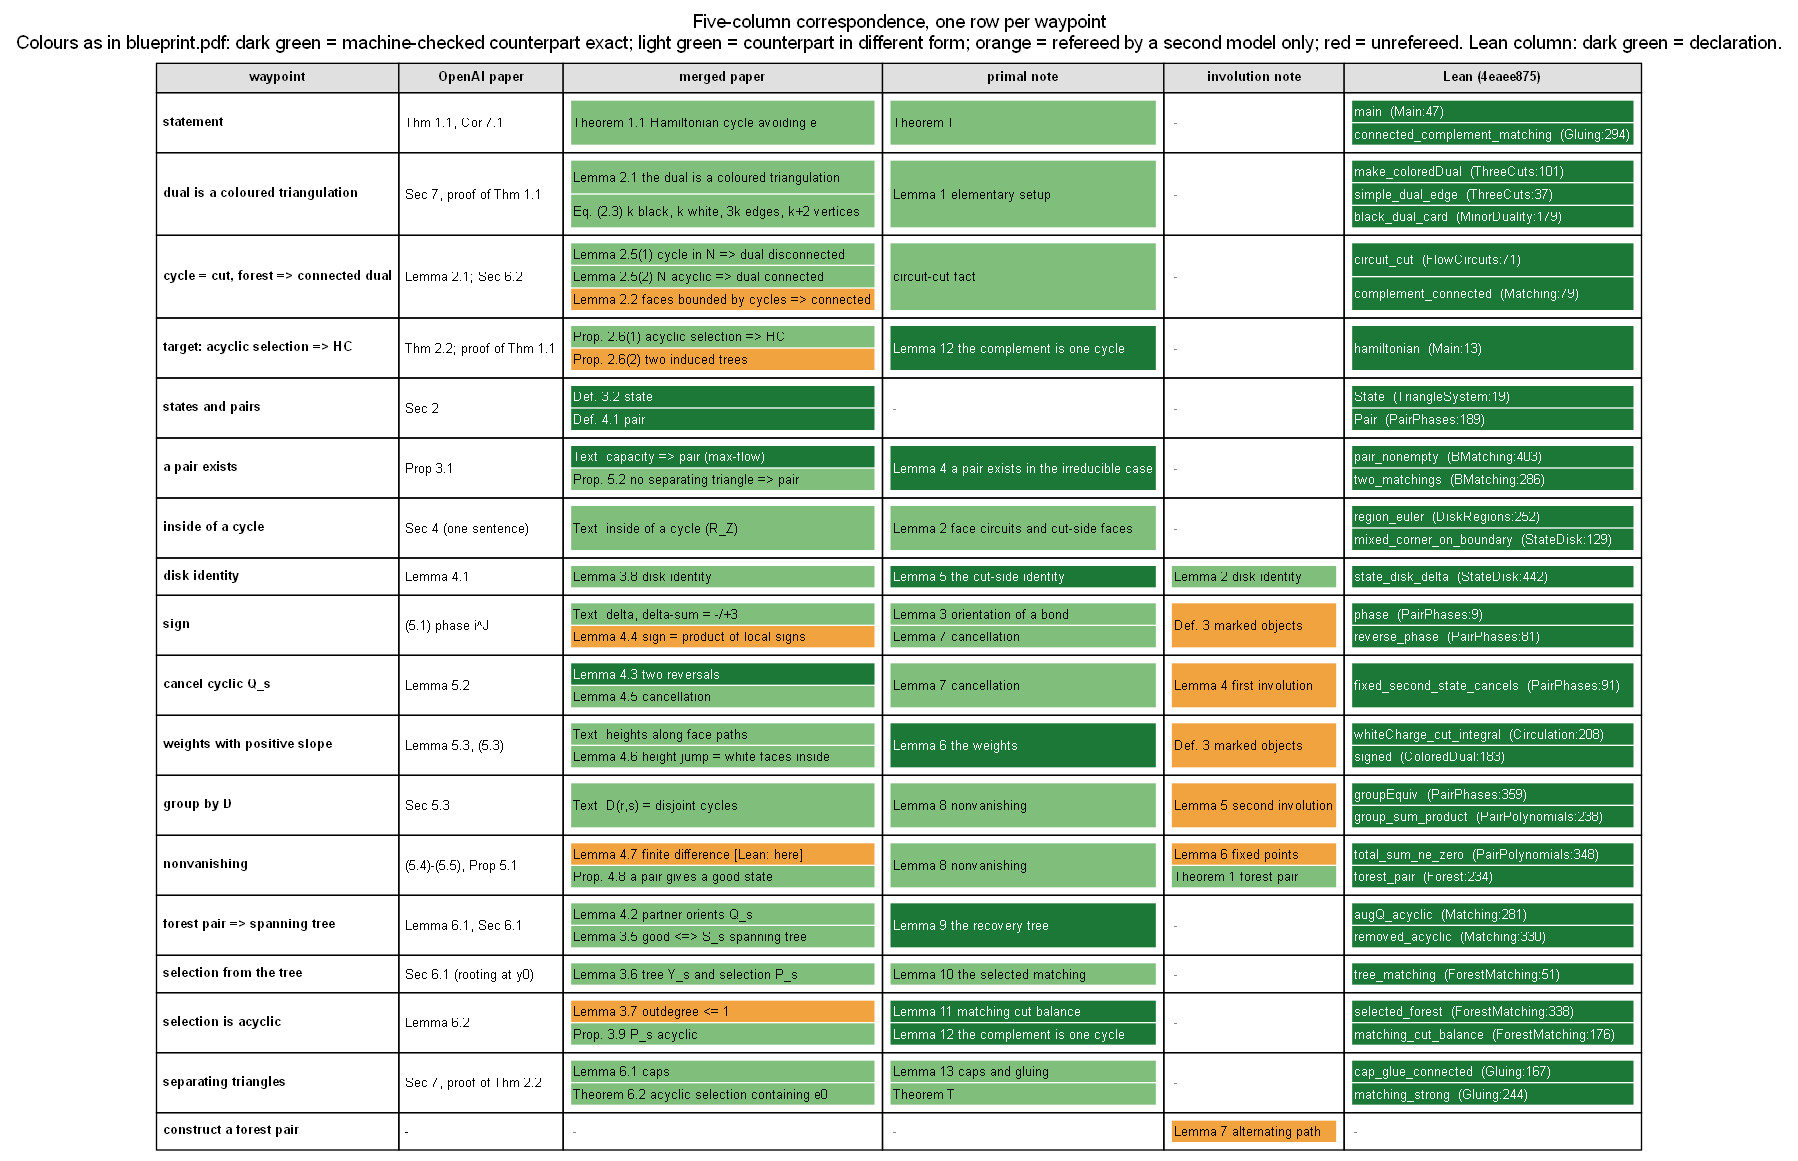 Five-column correspondence, one row per waypoint
Colours as in blueprint.pdf: dark green = machine-checked counterpart exact; light green = counterpart in different form; orange = refereed by a second model only; red = unrefereed. Lean column: dark green = declaration.
waypoint OpenAI paper merged paper primal note involution note Lean (4eaee875)
statement
Thm 1.1, Cor 7.1
Theorem 1.1 Hamiltonian cycle avoiding e
Theorem T
-
main (Main:47)
connected_complement_matching (Gluing:294)
dual is a coloured triangulation
Sec 7, proof of Thm 1.1
Lemma 2.1 the dual is a coloured triangulation
Eq. (2.3) k black, k white, 3k edges, k+2 vertices
Lemma 1 elementary setup
-
make_coloredDual (ThreeCuts:101)
simple_dual_edge (ThreeCuts:37)
black_dual_card (MinorDuality:179)
cycle = cut, forest => connected dual
Lemma 2.1; Sec 6.2
Lemma 2.5(1) cycle in N => dual disconnected
Lemma 2.5(2) N acyclic => dual connected
Lemma 2.2 faces bounded by cycles => connected
circuit-cut fact
-
circuit_cut (FlowCircuits:71)
complement_connected (Matching:79)
target: acyclic selection => HC
Thm 2.2; proof of Thm 1.1
Prop. 2.6(1) acyclic selection => HC
Prop. 2.6(2) two induced trees
Lemma 12 the complement is one cycle
-
hamiltonian (Main:13)
states and pairs
Sec 2
Def. 3.2 state
Def. 4.1 pair
-
-
State (TriangleSystem:19)
Pair (PairPhases:189)
a pair exists
Prop 3.1
Text capacity => pair (max-flow)
Prop. 5.2 no separating triangle => pair
Lemma 4 a pair exists in the irreducible case
-
pair_nonempty (BMatching:403)
two_matchings (BMatching:286)
inside of a cycle
Sec 4 (one sentence)
Text inside of a cycle (R_Z)
Lemma 2 face circuits and cut-side faces
-
region_euler (DiskRegions:252)
mixed_corner_on_boundary (StateDisk:129)
disk identity
Lemma 4.1
Lemma 3.8 disk identity
Lemma 5 the cut-side identity
Lemma 2 disk identity
state_disk_delta (StateDisk:442)
sign
(5.1) phase i^J
Text delta, delta-sum = -/+3
Lemma 4.4 sign = product of local signs
Lemma 3 orientation of a bond
Lemma 7 cancellation
Def. 3 marked objects
phase (PairPhases:9)
reverse_phase (PairPhases:81)
cancel cyclic Q_s
Lemma 5.2
Lemma 4.3 two reversals
Lemma 4.5 cancellation
Lemma 7 cancellation
Lemma 4 first involution
fixed_second_state_cancels (PairPhases:91)
weights with positive slope
Lemma 5.3, (5.3)
Text heights along face paths
Lemma 4.6 height jump = white faces inside
Lemma 6 the weights
Def. 3 marked objects
whiteCharge_cut_integral (Circulation:208)
signed (ColoredDual:183)
group by D
Sec 5.3
Text D(r,s) = disjoint cycles
Lemma 8 nonvanishing
Lemma 5 second involution
groupEquiv (PairPhases:359)
group_sum_product (PairPolynomials:238)
nonvanishing
(5.4)-(5.5), Prop 5.1
Lemma 4.7 finite difference [Lean: here]
Prop. 4.8 a pair gives a good state
Lemma 8 nonvanishing
Lemma 6 fixed points
Theorem 1 forest pair
total_sum_ne_zero (PairPolynomials:348)
forest_pair (Forest:234)
forest pair => spanning tree
Lemma 6.1, Sec 6.1
Lemma 4.2 partner orients Q_s
Lemma 3.5 good <=> S_s spanning tree
Lemma 9 the recovery tree
-
augQ_acyclic (Matching:281)
removed_acyclic (Matching:330)
selection from the tree
Sec 6.1 (rooting at y0)
Lemma 3.6 tree Y_s and selection P_s
Lemma 10 the selected matching
-
tree_matching (ForestMatching:51)
selection is acyclic
Lemma 6.2
Lemma 3.7 outdegree <= 1
Prop. 3.9 P_s acyclic
Lemma 11 matching cut balance
Lemma 12 the complement is one cycle
-
selected_forest (ForestMatching:338)
matching_cut_balance (ForestMatching:176)
separating triangles
Sec 7, proof of Thm 2.2
Lemma 6.1 caps
Theorem 6.2 acyclic selection containing e0
Lemma 13 caps and gluing
Theorem T
-
cap_glue_connected (Gluing:167)
matching_strong (Gluing:244)
construct a forest pair
-
-
-
Lemma 7 alternating path
-